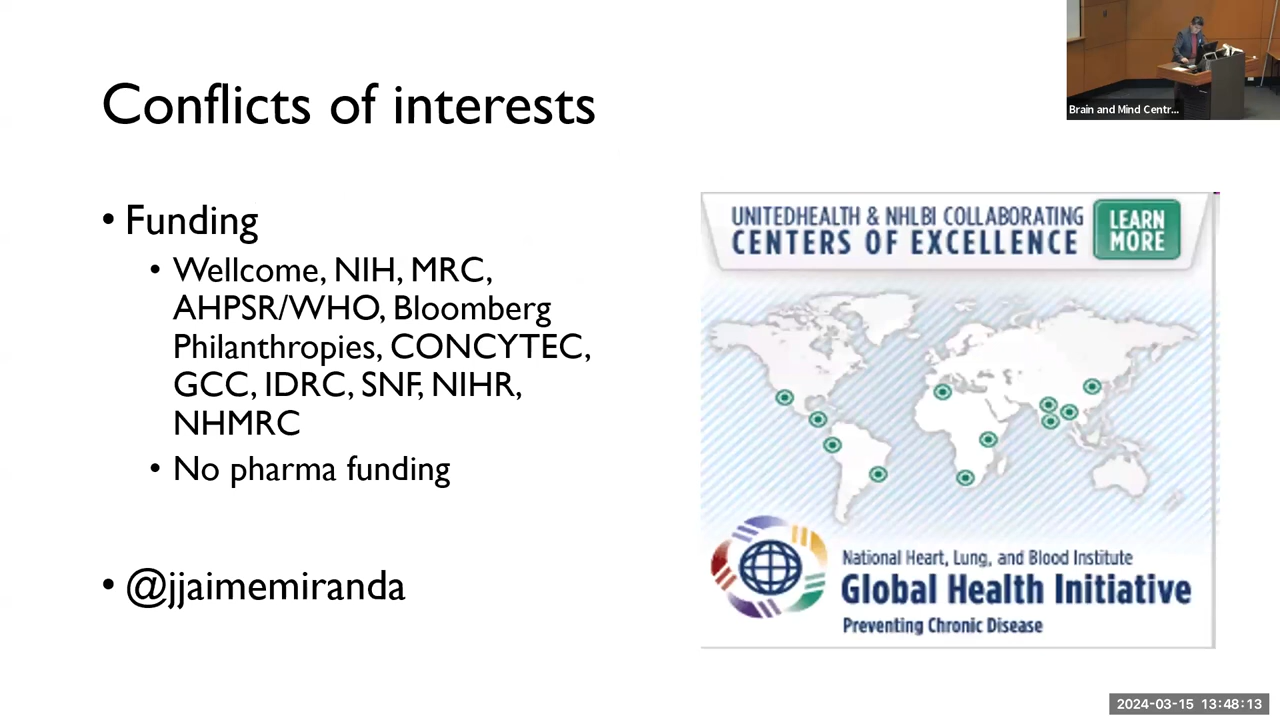 Conflicts of interests
• Funding
• Wellcome, NIH, MRC,
AHPSR/WHO, Bloomberg
Philanthropies, CONCYTEC,
GCC, IDRC, SNF, NIHR,
NHMRC
• No pharma funding
• @jjaimemiranda
Brain and Mind Centr...
UNITEDHEALTH & NHLBI COLLABORATING
CENTERS OF EXCELLENCE
LEARN
MORE
National Heart, Lung, and Blood Institute
Global Health Initiative
Preventing Chronic Disease
2024-03-15 13:48:13